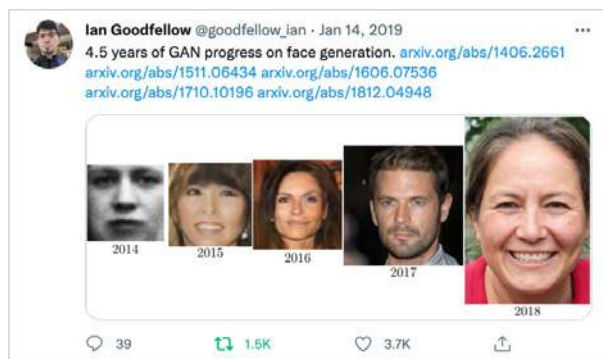 Ian Goodfellow @goodfellow_ian · Jan 14, 2019
4.5 years of GAN progress on face generation. arxiv.org/abs/1406.2661
arxiv.org/abs/1511.06434 arxiv.org/abs/1606.07536
arxiv.org/abs/1710.10196 arxiv.org/abs/1812.04948
2014
2015
2016
2017
2018
39 1.5K 3.7K